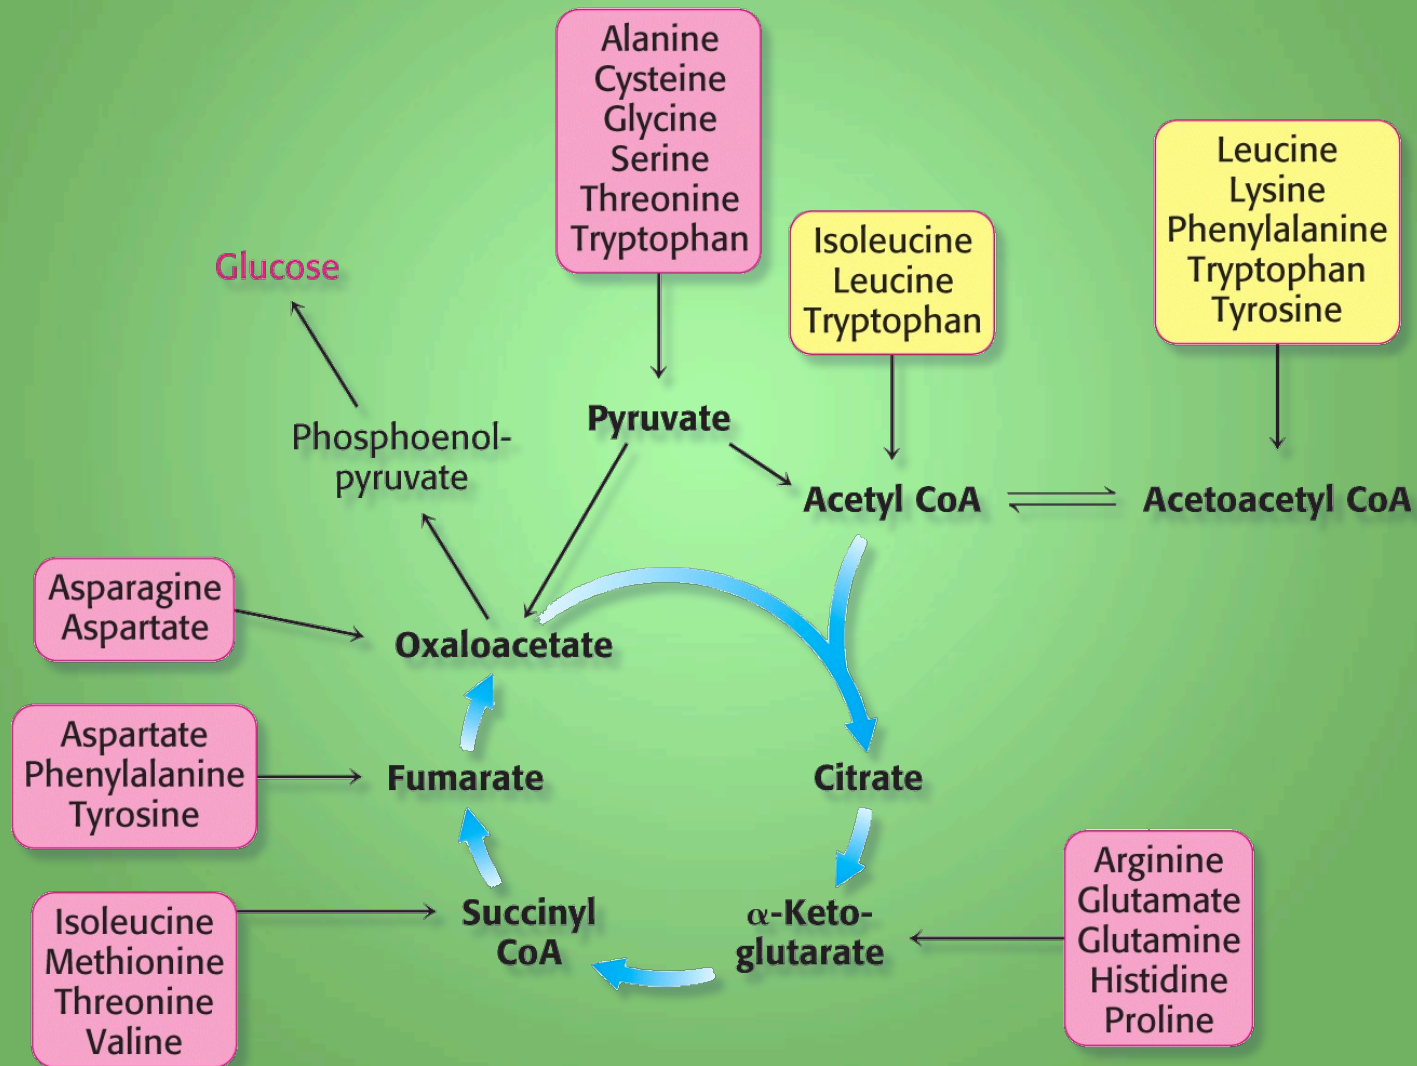 Alanine
Cysteine
Glycine
Serine
Threonine
Tryptophan
Leucine
Lysine
Phenylalanine
Tryptophan
Tyrosine
Isoleucine
Leucine
Tryptophan
Glucose
Pyruvate
Phosphoenol-
pyruvate
Acetyl CoA
Acetoacetyl CoA
Asparagine
Aspartate
Oxaloacetate
Aspartate
Phenylalanine
Tyrosine
Fumarate
Citrate
Isoleucine
Methionine
Threonine
Valine
Succinyl
CoA
α-Keto-
glutarate
Arginine
Glutamate
Glutamine
Histidine
Proline